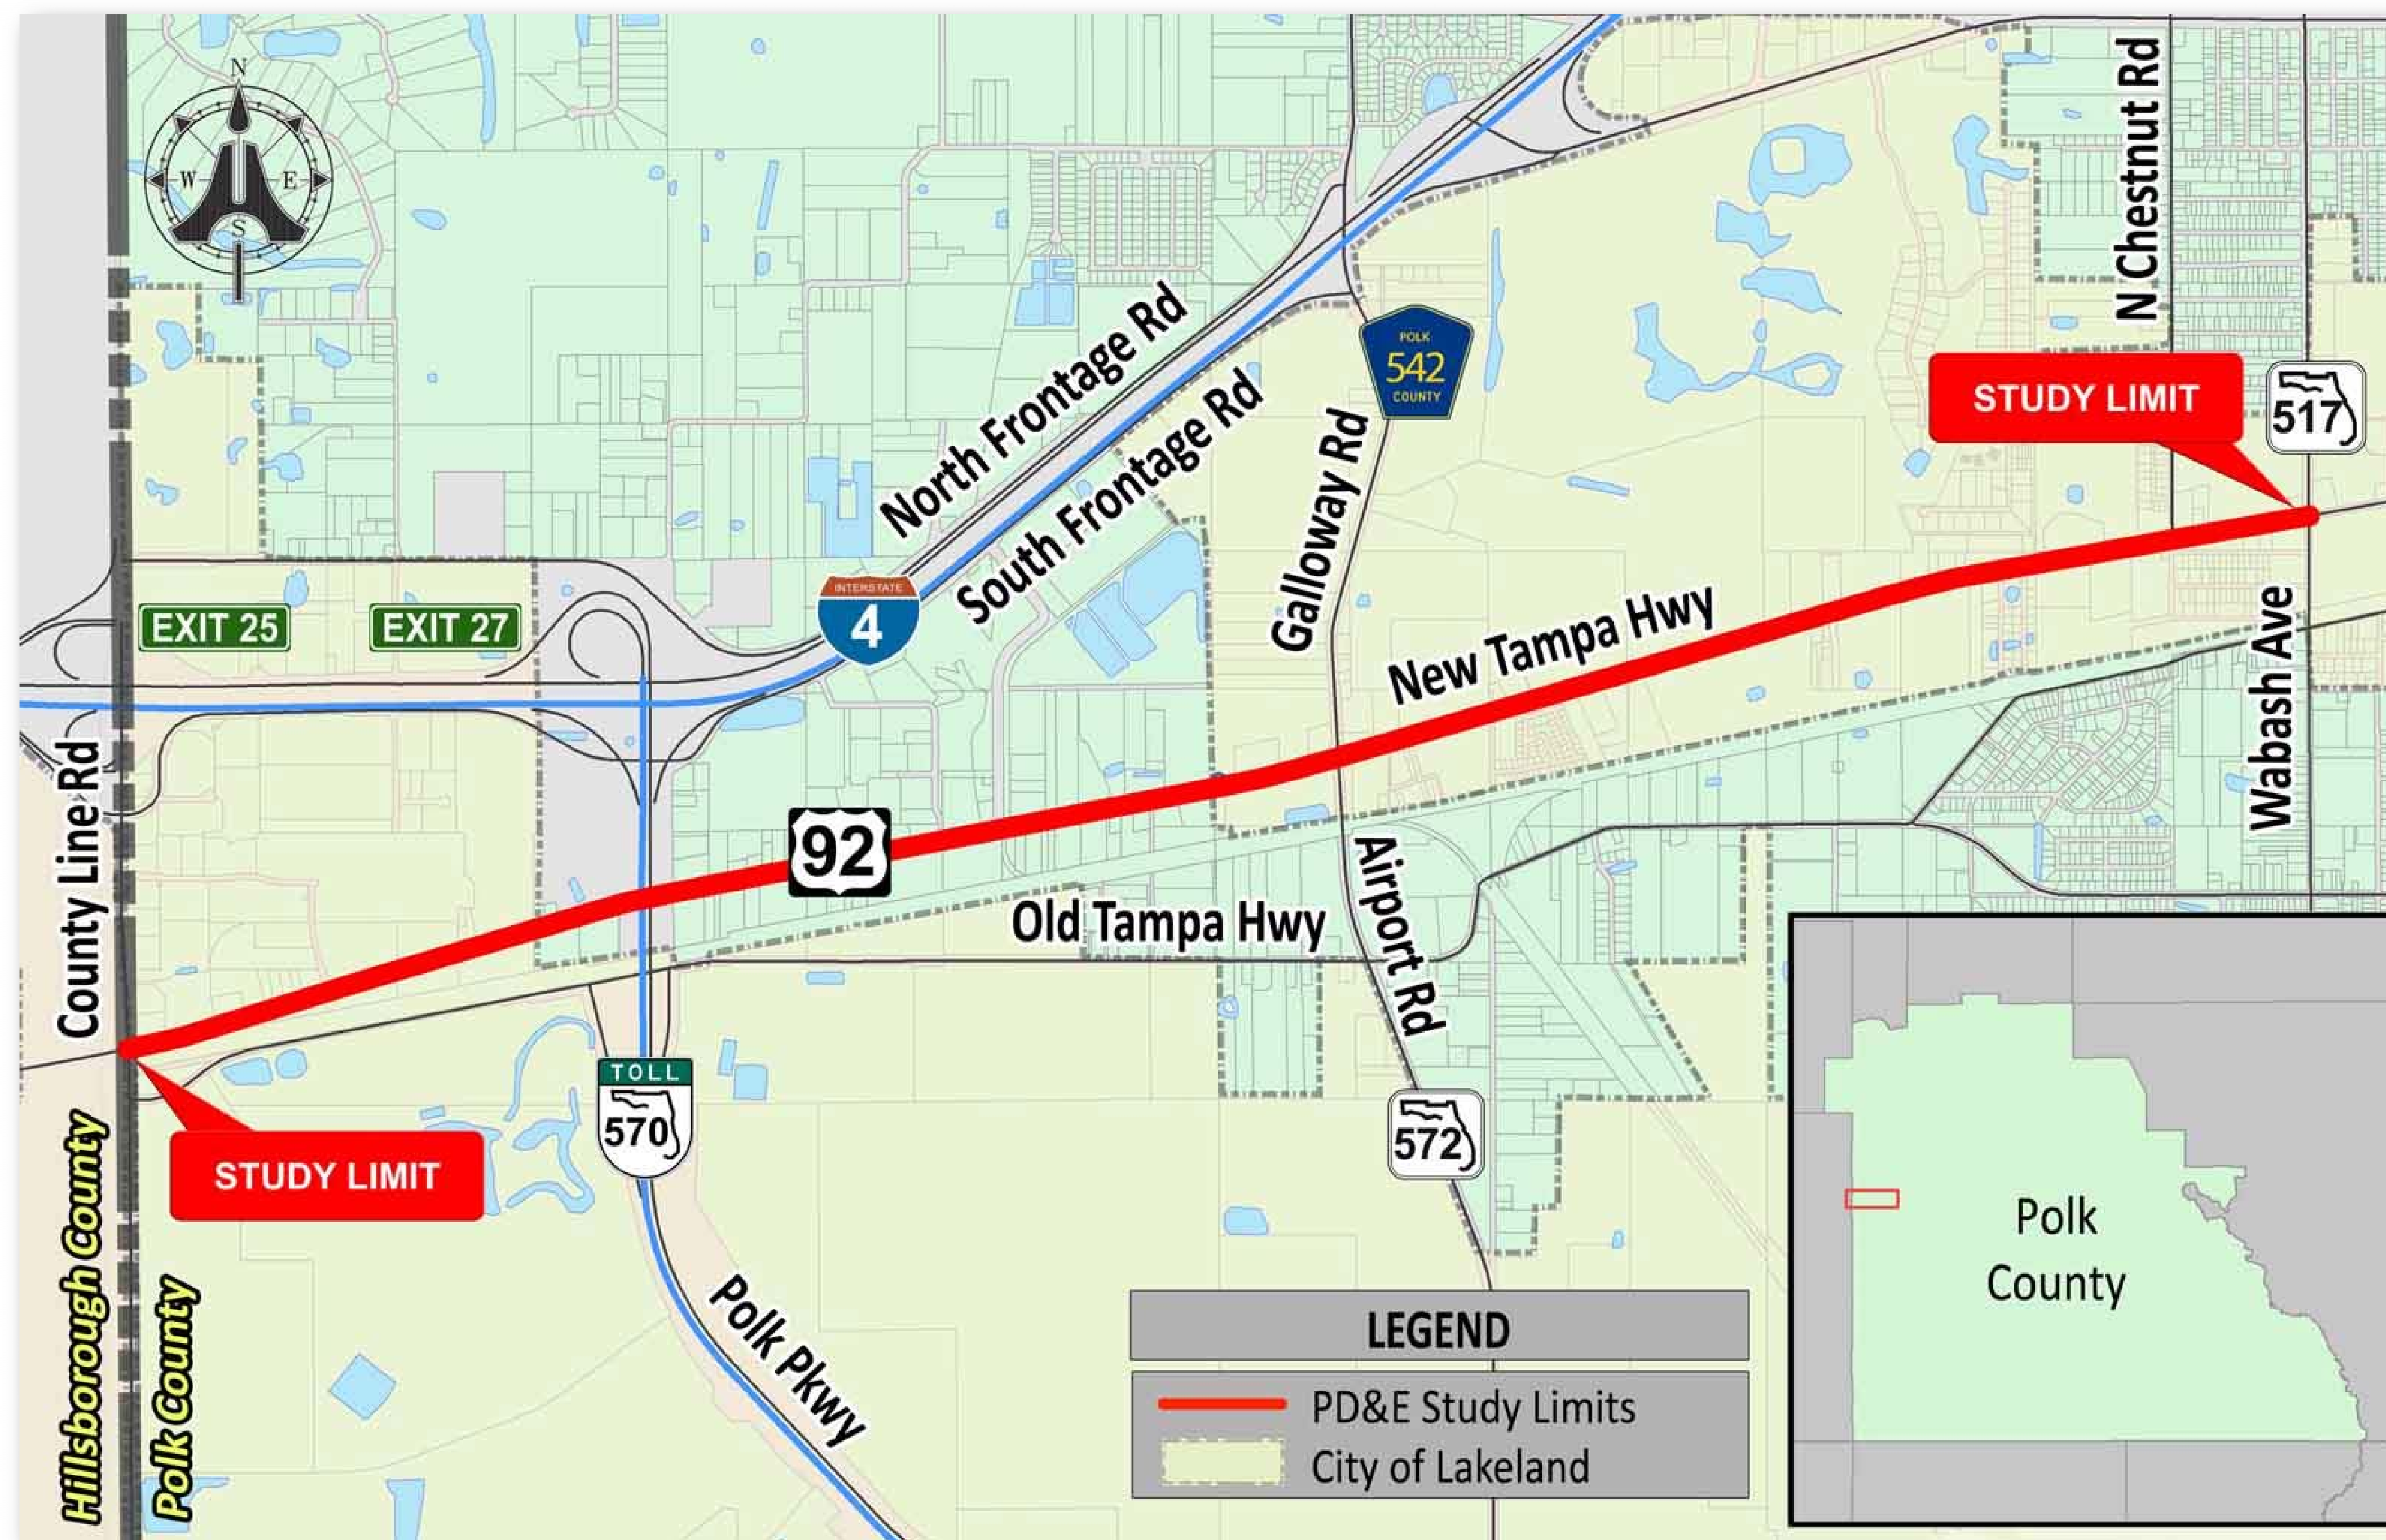 N
W
E
S
N Chestnut Rd
North Frontage Rd
South Frontage Rd
POLK
542
COUNTY
STUDY LIMIT
517
Galloway Rd
EXIT 25
EXIT 27
INTERSTATE
4
New Tampa Hwy
Wabash Ave
County Line Rd
92
Old Tampa Hwy
Airport Rd
TOLL
570
572
STUDY LIMIT
Hillsborough County
Polk County
Polk Pkwy
LEGEND
PD&E Study Limits
City of Lakeland
Polk
County